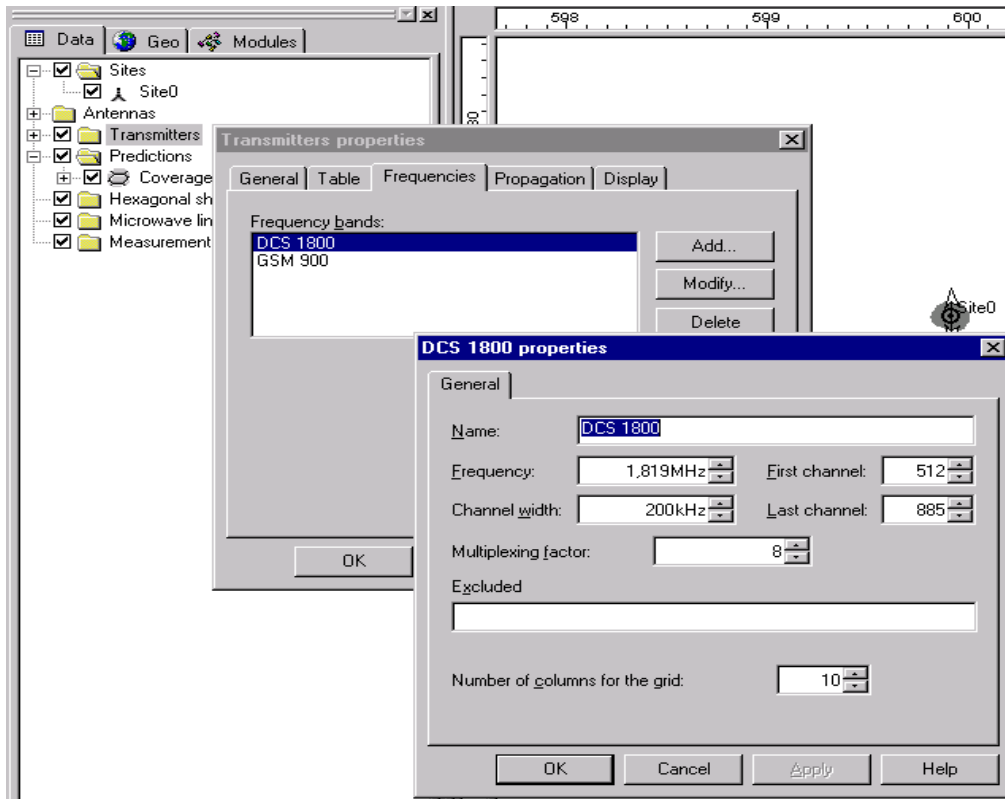 598 599 600
Data Geo Modules
Sites
Site0
Antennas
Transmitters
Predictions
Coverage
Hexagonal sh
Microwave lin
Measurement
Transmitters properties
General Table Frequencies Propagation Display
Frequency bands:
DCS 1800
GSM 900
Add...
Modify...
Delete
OK
Site0
DCS 1800 properties
General
Name: DCS 1800
Frequency: 1,819MHz First channel: 512
Channel width: 200kHz Last channel: 885
Multiplexing factor: 8
Excluded
Number of columns for the grid: 10
OK Cancel Apply Help